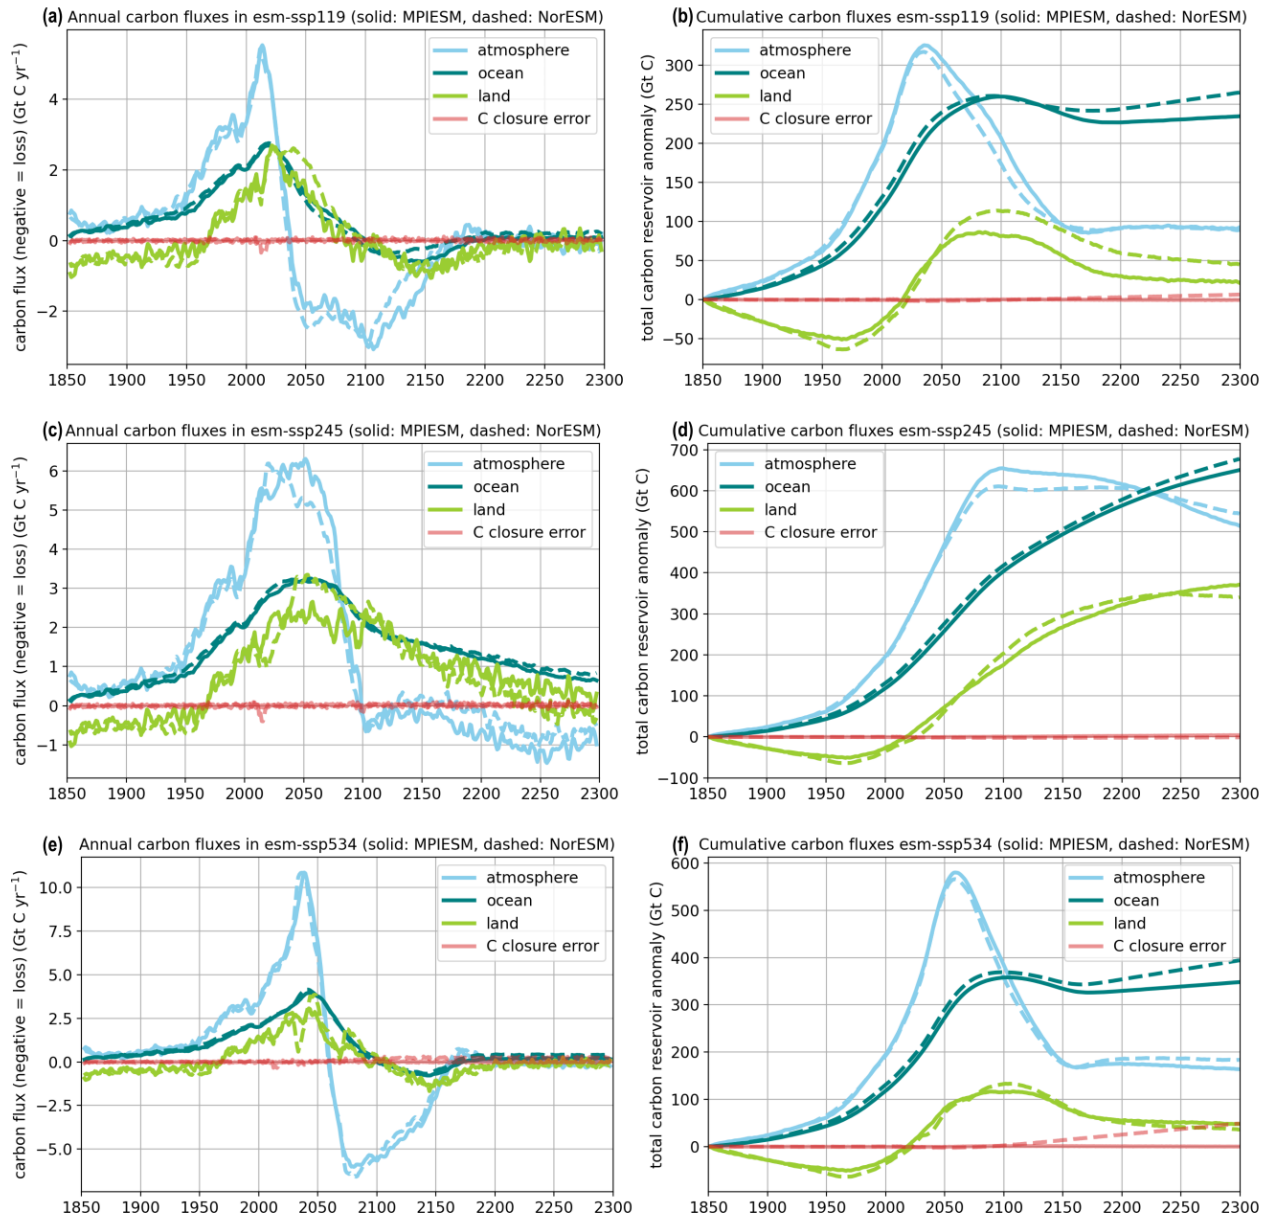 (a) Annual carbon fluxes in esm-ssp119 (solid: MPIESM, dashed: NorESM)
carbon flux (negative = loss) (Gt C yr⁻¹)
4
2
0
−2
atmosphere
ocean
land
C closure error
1850 1900 1950 2000 2050 2100 2150 2200 2250 2300
(b) Cumulative carbon fluxes esm-ssp119 (solid: MPIESM, dashed: NorESM)
total carbon reservoir anomaly (Gt C)
300
250
200
150
100
50
0
−50
atmosphere
ocean
land
C closure error
1850 1900 1950 2000 2050 2100 2150 2200 2250 2300
(c) Annual carbon fluxes in esm-ssp245 (solid: MPIESM, dashed: NorESM)
carbon flux (negative = loss) (Gt C yr⁻¹)
6
5
4
3
2
1
0
−1
atmosphere
ocean
land
C closure error
1850 1900 1950 2000 2050 2100 2150 2200 2250 2300
(d) Cumulative carbon fluxes esm-ssp245 (solid: MPIESM, dashed: NorESM)
total carbon reservoir anomaly (Gt C)
700
600
500
400
300
200
100
0
−100
atmosphere
ocean
land
C closure error
1850 1900 1950 2000 2050 2100 2150 2200 2250 2300
(e) Annual carbon fluxes in esm-ssp534 (solid: MPIESM, dashed: NorESM)
carbon flux (negative = loss) (Gt C yr⁻¹)
10.0
7.5
5.0
2.5
0.0
−2.5
−5.0
atmosphere
ocean
land
C closure error
1850 1900 1950 2000 2050 2100 2150 2200 2250 2300
(f) Cumulative carbon fluxes esm-ssp534 (solid: MPIESM, dashed: NorESM)
total carbon reservoir anomaly (Gt C)
600
500
400
300
200
100
0
atmosphere
ocean
land
C closure error
1850 1900 1950 2000 2050 2100 2150 2200 2250 2300